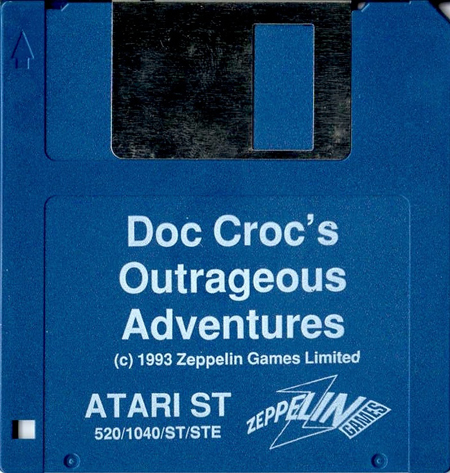 Doc Croc's
Outrageous
Adventures
(c) 1993 Zeppelin Games Limited
ATARI ST
520/1040/ST/STE
ZEPPELIN
GAMES